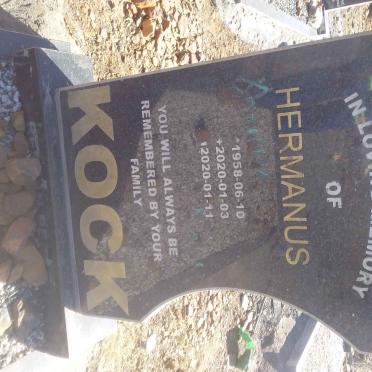 IN LOVING MEMORY
OF
HERMANUS
1958-06-10
+2020-01-03
2020-01-11
YOU WILL ALWAYS BE
REMEMBERED BY YOUR
FAMILY
KOCK